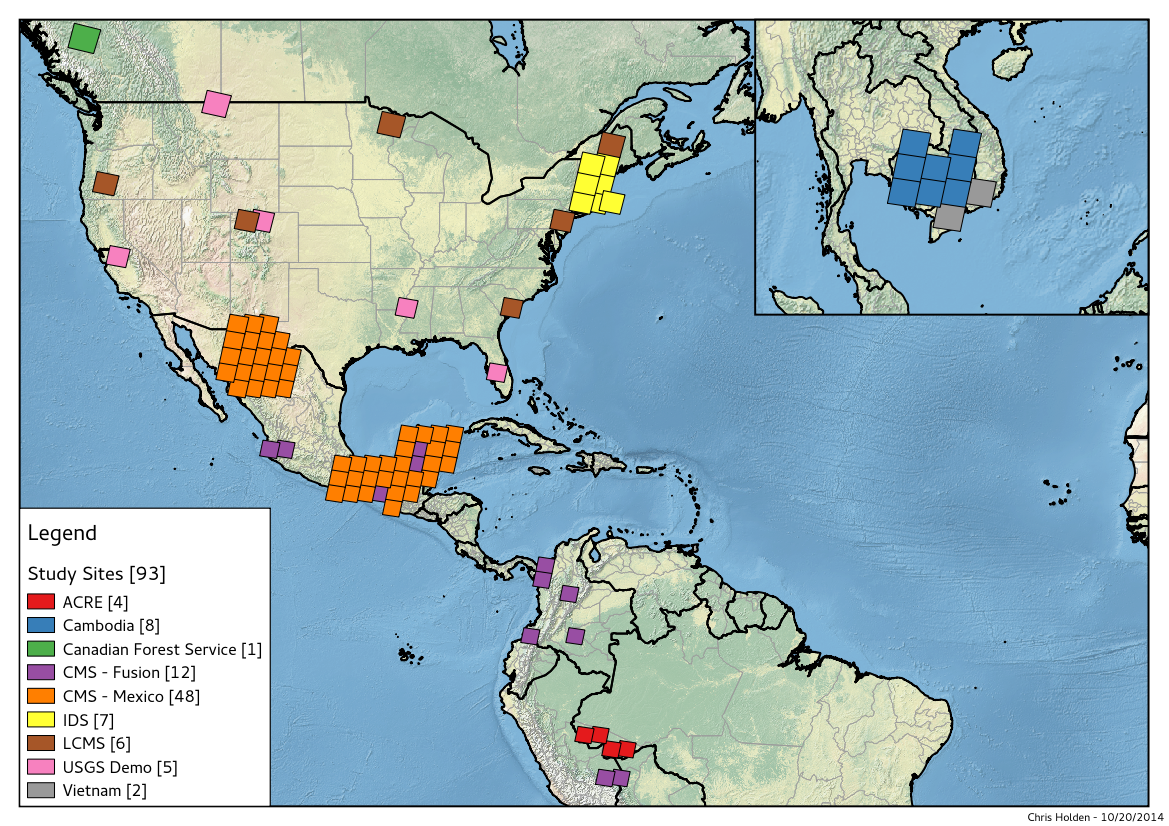 Legend
Study Sites [93]
ACRE [4]
Cambodia [8]
Canadian Forest Service [1]
CMS - Fusion [12]
CMS - Mexico [48]
IDS [7]
LCMS [6]
USGS Demo [5]
Vietnam [2]
Chris Holden - 10/20/2014